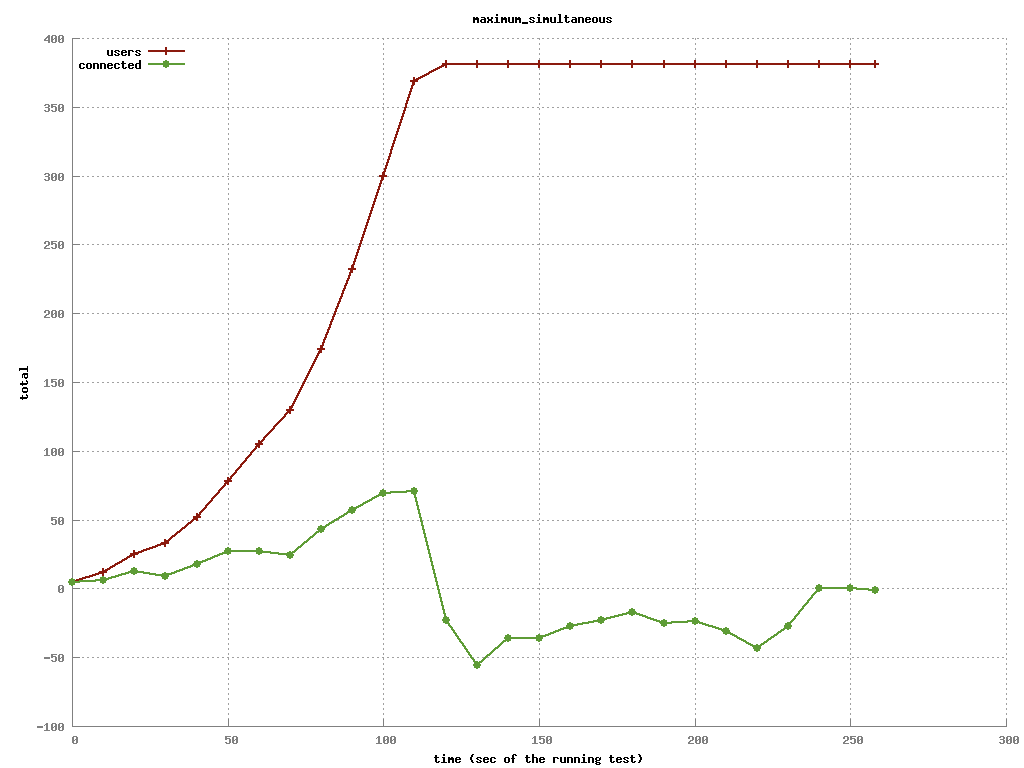 maximum_simultaneous
400
users
connected
350
300
250
200
150
100
50
0
-50
-100
total
0 50 100 150 200 250 300
time (sec of the running test)